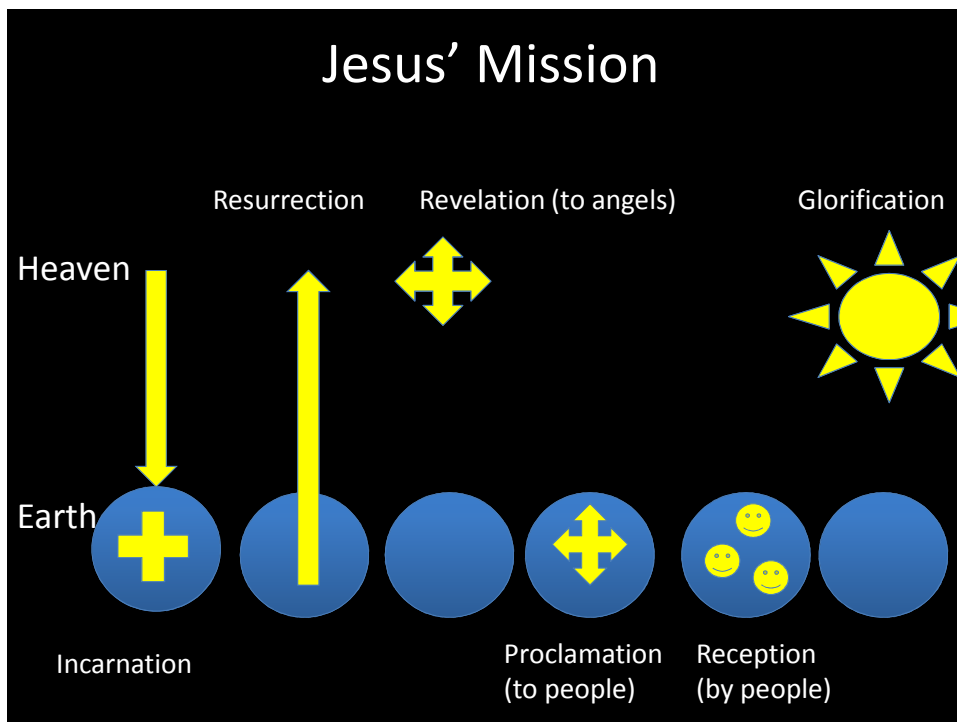 Jesus’ Mission
Resurrection
Revelation (to angels)
Glorification
Heaven
Earth
Incarnation
Proclamation
(to people)
Reception
(by people)